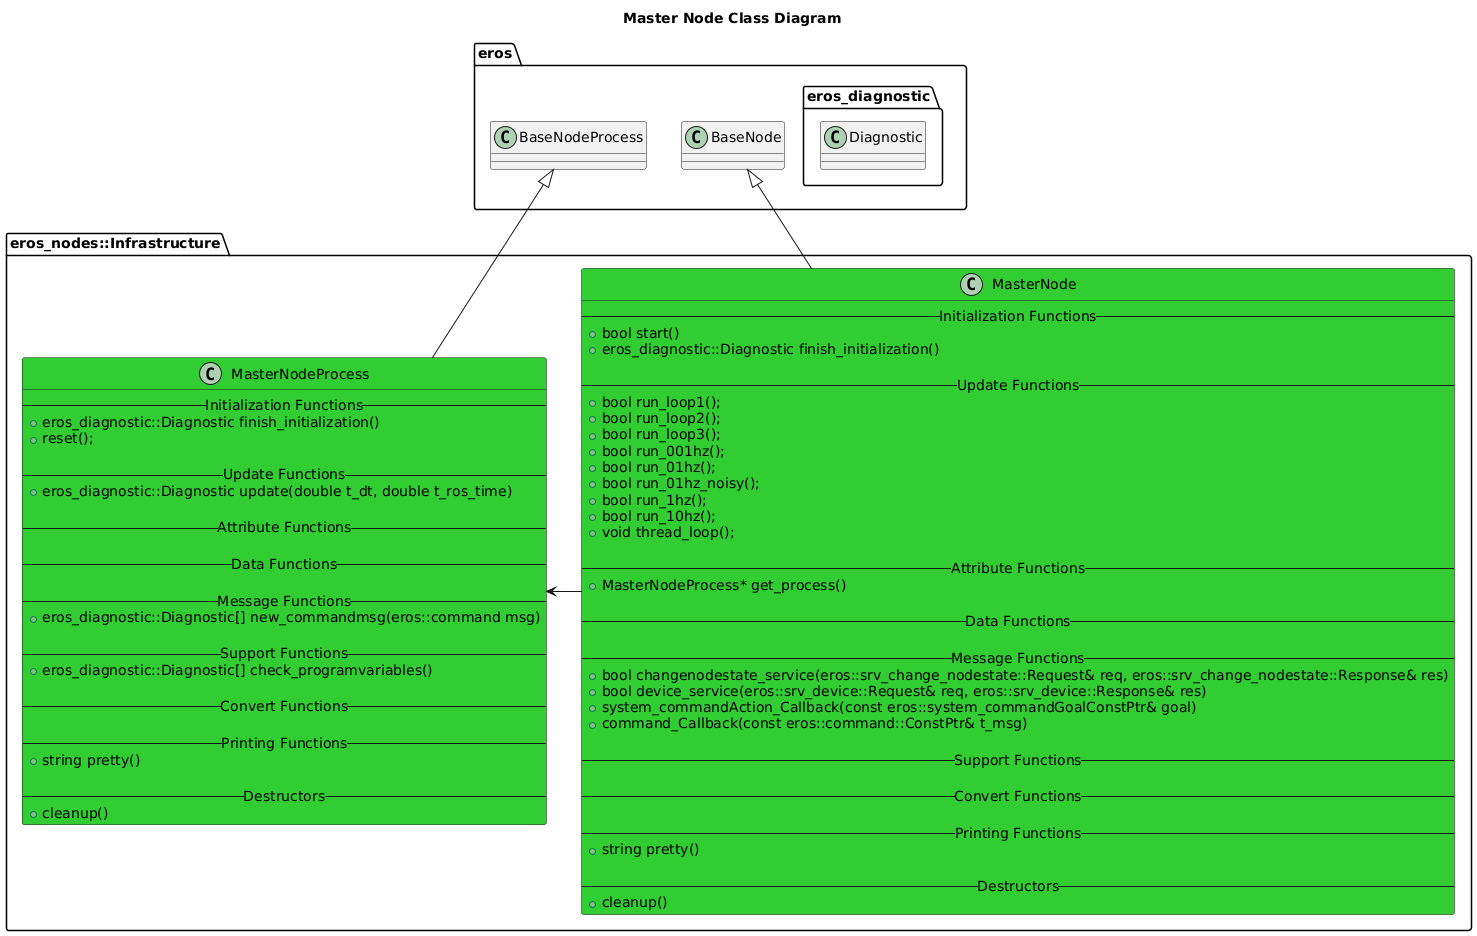 Master Node Class Diagram
eros
eros_diagnostic
C BaseNodeProcess
C BaseNode
C Diagnostic
eros_nodes::Infrastructure
C MasterNodeProcess
Initialization Functions
eros_diagnostic::Diagnostic finish_initialization()
reset();
Update Functions
eros_diagnostic::Diagnostic update(double t_dt, double t_ros_time)
Attribute Functions
Data Functions
Message Functions
eros_diagnostic::Diagnostic[] new_commandmsg(eros::command msg)
Support Functions
eros_diagnostic::Diagnostic[] check_programvariables()
Convert Functions
Printing Functions
string pretty()
Destructors
cleanup()
C MasterNode
Initialization Functions
bool start()
eros_diagnostic::Diagnostic finish_initialization()
Update Functions
bool run_loop1();
bool run_loop2();
bool run_loop3();
bool run_001hz();
bool run_01hz();
bool run_01hz_noisy();
bool run_1hz();
bool run_10hz();
void thread_loop();
Attribute Functions
MasterNodeProcess* get_process()
Data Functions
Message Functions
bool changenodestate_service(eros::srv_change_nodestate::Request& req, eros::srv_change_nodestate::Response& res)
bool device_service(eros::srv_device::Request& req, eros::srv_device::Response& res)
system_commandAction_Callback(const eros::system_commandGoalConstPtr& goal)
command_Callback(const eros::command::ConstPtr& t_msg)
Support Functions
Convert Functions
Printing Functions
string pretty()
Destructors
cleanup()